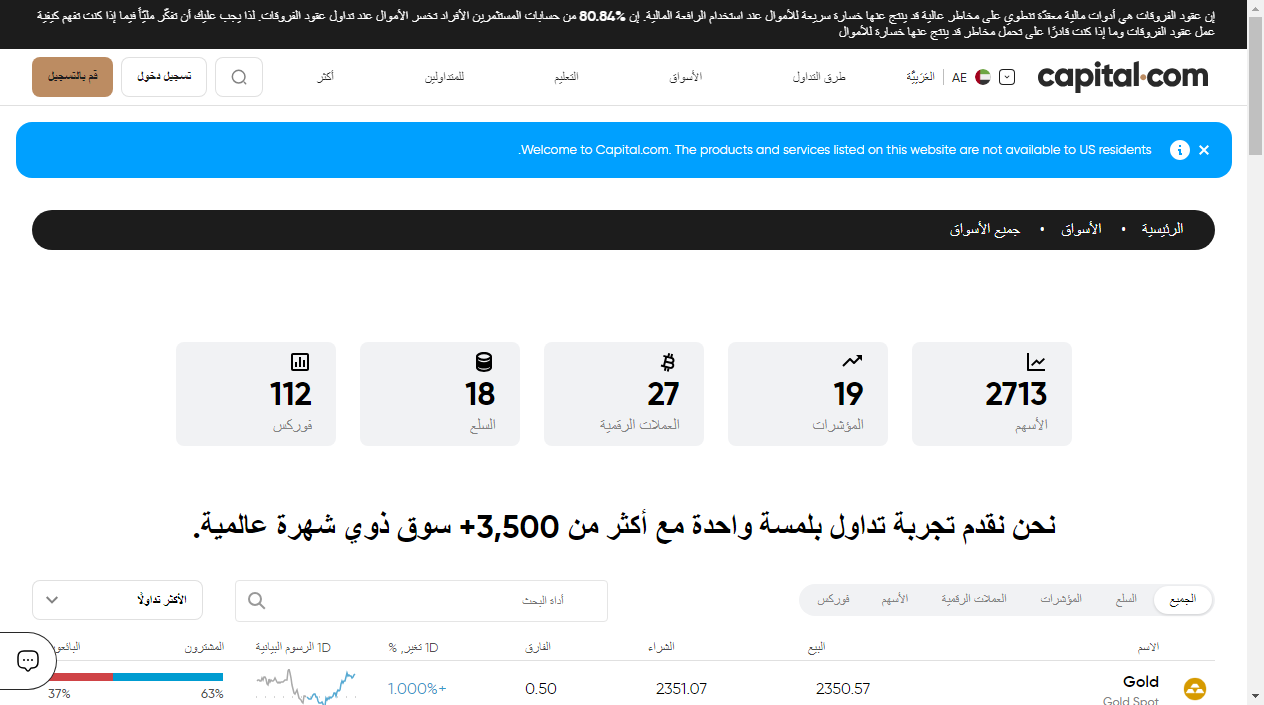 إن عقود الفروقات هي أدوات مالية معقدّة تنطوي على مخاطر عالية قد ينتج عنها خسارة سريعة للأموال عند استخدام الرافعة المالية. إن 80.84% من حسابات المستثمرين الأفراد تخسر الأموال عند تداول عقود الفروقات. لذا يجب عليك أن تفكّر مليّاً فيما إذا كنت تفهم كيفية
عمل عقود الفروقات وما إذا كنت قادرًا على تحمل مخاطر قد ينتج عنها خسارة للأموال
capital.com
AE العَرَبِيَّة
طرق التداول
الأسواق
التعليم
للمتداولين
أكثر
تسجيل دخول
قم بالتسجيل
Welcome to Capital.com. The products and services listed on this website are not available to US residents.
الرئيسية • الأسواق • جميع الأسواق
2713
الأسهم
19
المؤشرات
27
العملات الرقمية
18
السلع
112
فوركس
نحن نقدم تجربة تداول بلمسة واحدة مع أكثر من 3,500+ سوق ذوي شهرة عالمية.
الجميع السلع المؤشرات العملات الرقمية الأسهم فوركس
أداة البحث
الأكثر تداولًا
الاسم البيع الشراء الفارق 1D تغير, % 1D الرسوم البيانية المشترون
Gold 2350.57 2351.07 0.50 1.000%+ 63% 37%
Gold Spot